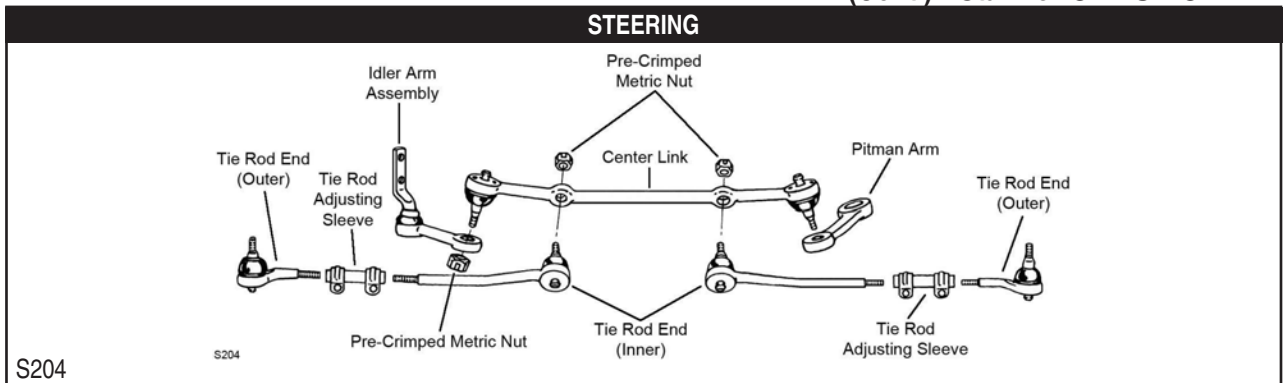 STEERING
Pre-Crimped
Metric Nut
Idler Arm
Assembly
Center Link
Pitman Arm
Tie Rod End
(Outer)
Tie Rod
Adjusting
Sleeve
Tie Rod End
(Outer)
Pre-Crimped Metric Nut
Tie Rod End
(Inner)
Tie Rod
Adjusting Sleeve
S204
S204